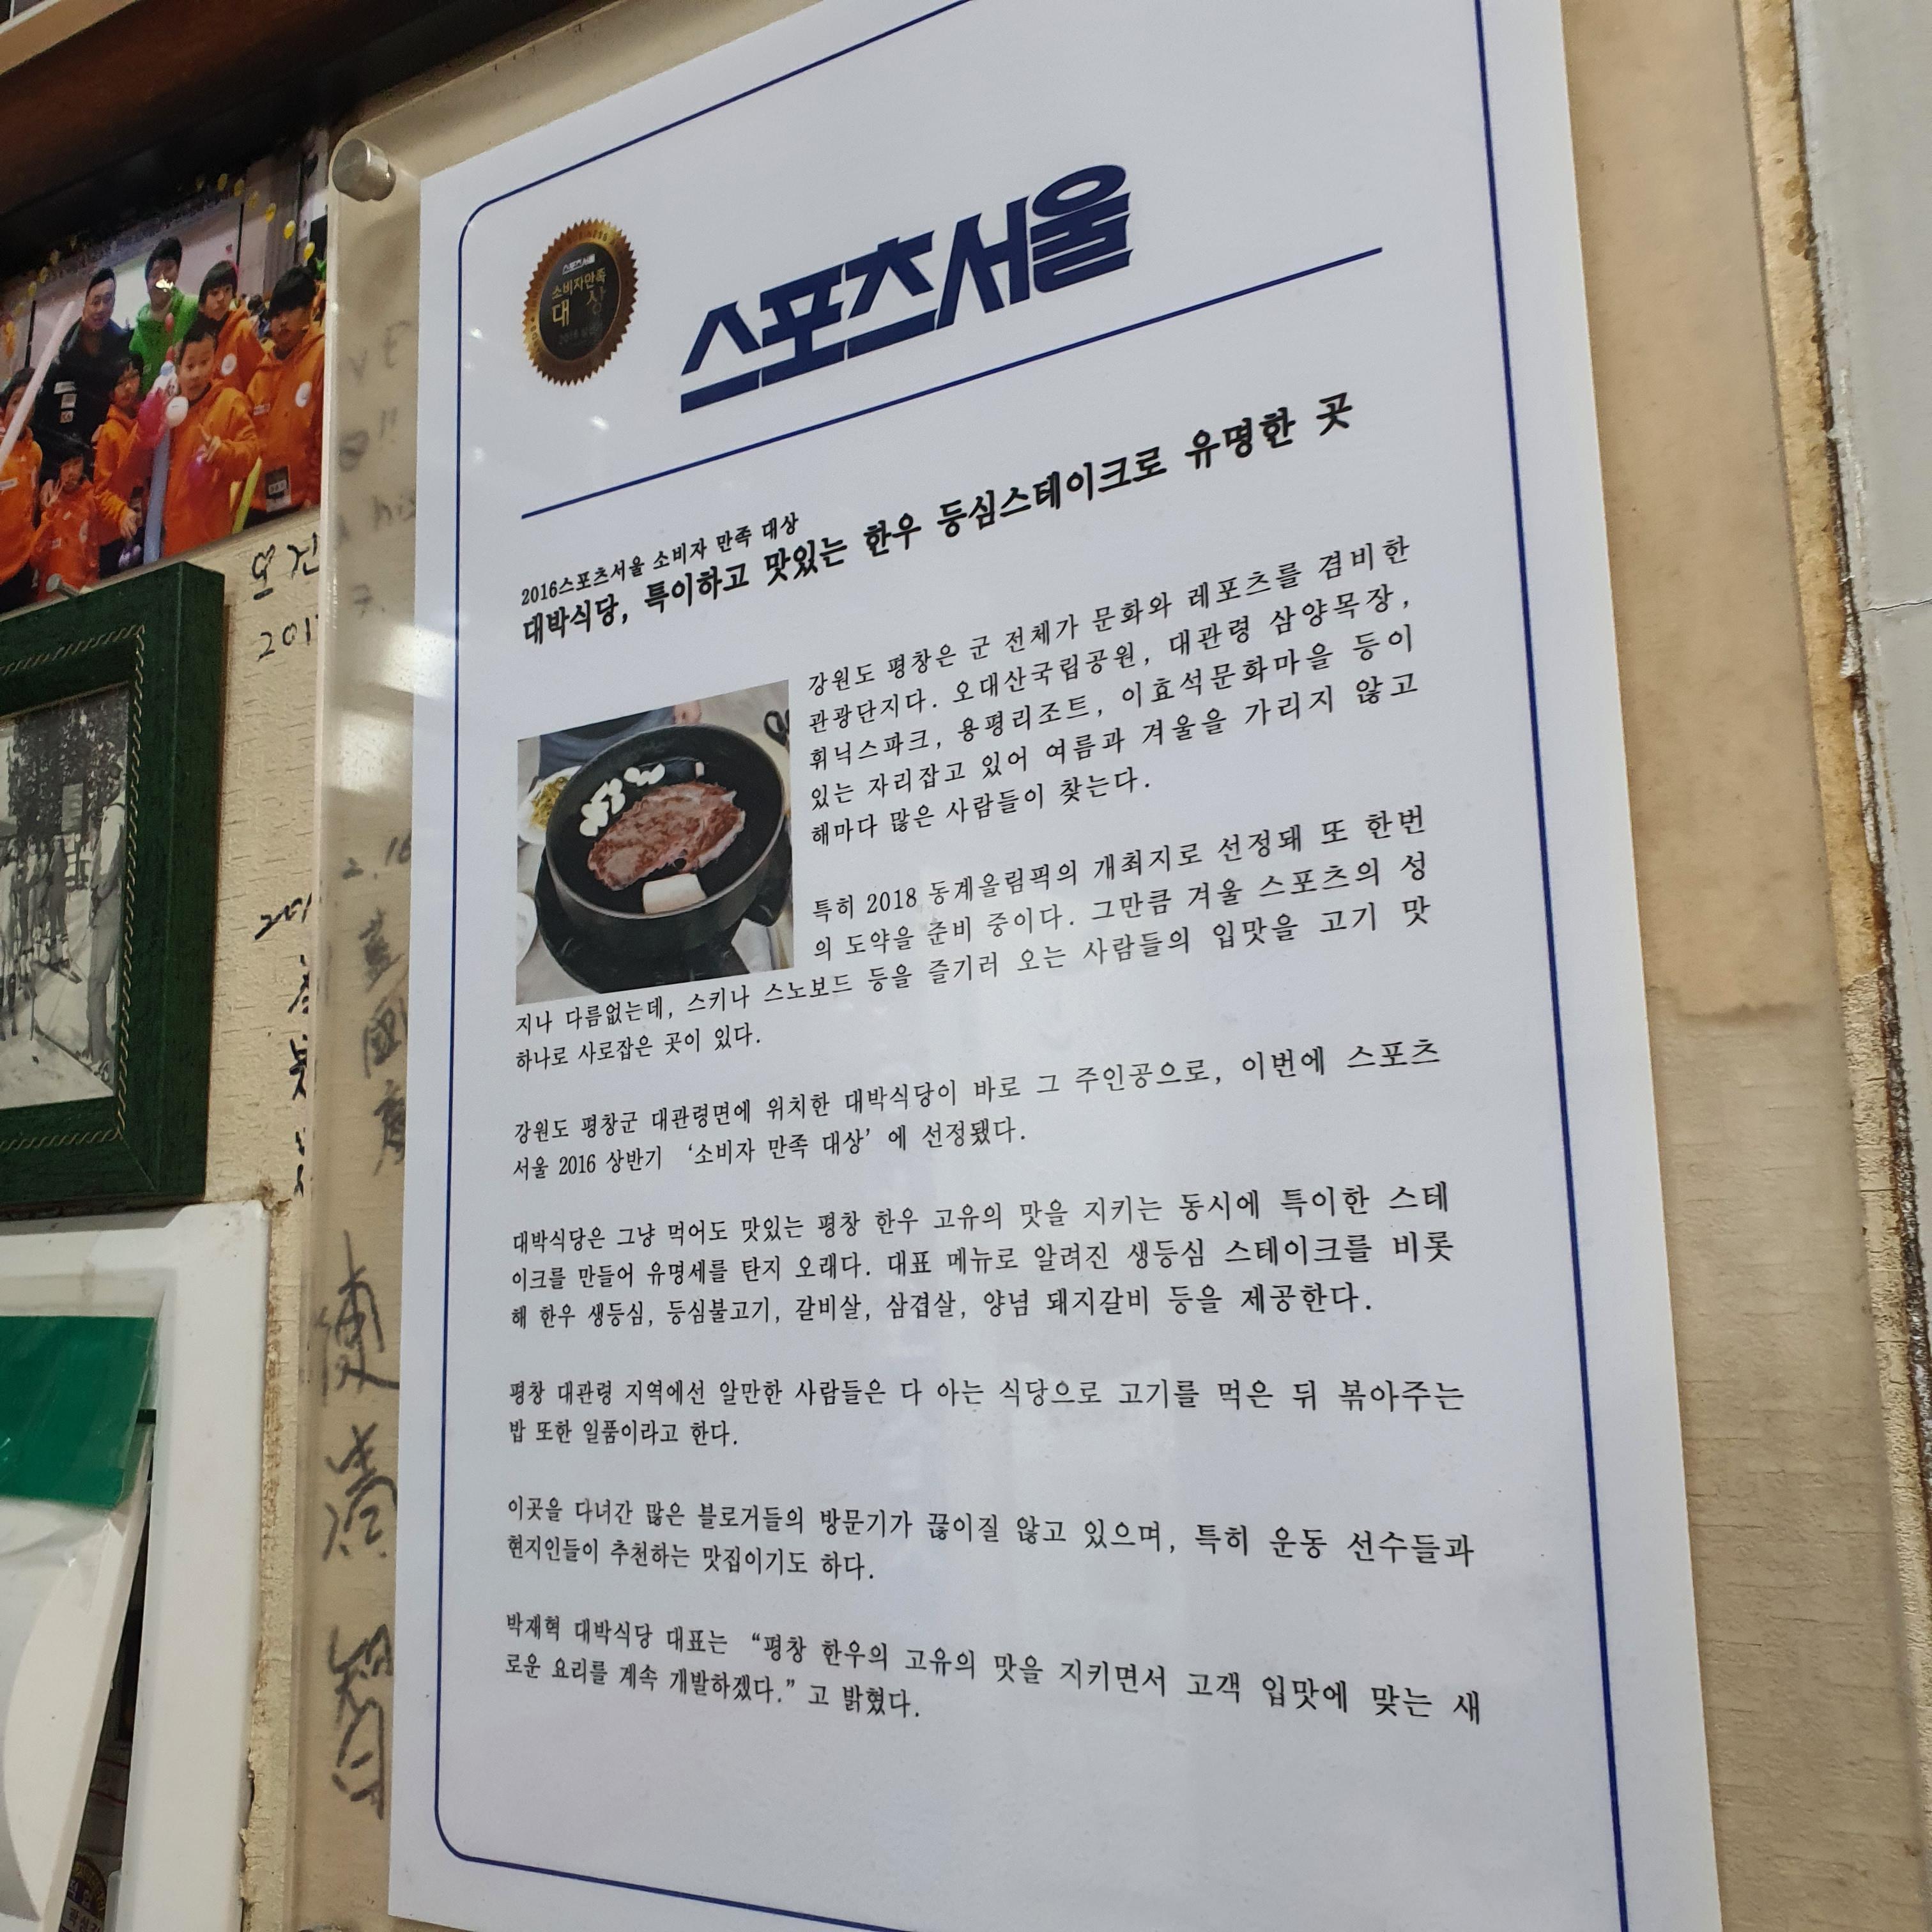 스포츠서울
소비자만족
대상
스포츠서울
2016스포츠서울 소비자 만족 대상
대박식당, 특이하고 맛있는 한우 등심스테이크로 유명한 곳
강원도 평창은 군 전체가 문화와 레포츠를 겸비한
관광단지다. 오대산국립공원, 대관령 삼양목장,
휘닉스파크, 용평리조트, 이효석문화마을 등이
있는 자리잡고 있어 여름과 겨울을 가리지 않고
해마다 많은 사람들이 찾는다.
특히 2018 동계올림픽의 개최지로 선정돼 또 한번
의 도약을 준비 중이다. 그만큼 겨울 스포츠의 성
지나 다름없는데, 스키나 스노보드 등을 즐기러 오는 사람들의 입맛을 고기 맛
하나로 사로잡은 곳이 있다.
강원도 평창군 대관령면에 위치한 대박식당이 바로 그 주인공으로, 이번에 스포츠
서울 2016 상반기 ‘소비자 만족 대상’ 에 선정됐다.
대박식당은 그냥 먹어도 맛있는 평창 한우 고유의 맛을 지키는 동시에 특이한 스테
이크를 만들어 유명세를 탄지 오래다. 대표 메뉴로 알려진 생등심 스테이크를 비롯
해 한우 생등심, 등심불고기, 갈비살, 삼겹살, 양념 돼지갈비 등을 제공한다.
평창 대관령 지역에선 알만한 사람들은 다 아는 식당으로 고기를 먹은 뒤 볶아주는
밥 또한 일품이라고 한다.
이곳을 다녀간 많은 블로거들의 방문기가 끊이질 않고 있으며, 특히 운동 선수들과
현지인들이 추천하는 맛집이기도 하다.
박재혁 대박식당 대표는 “평창 한우의 고유의 맛을 지키면서 고객 입맛에 맞는 새
로운 요리를 계속 개발하겠다.” 고 밝혔다.